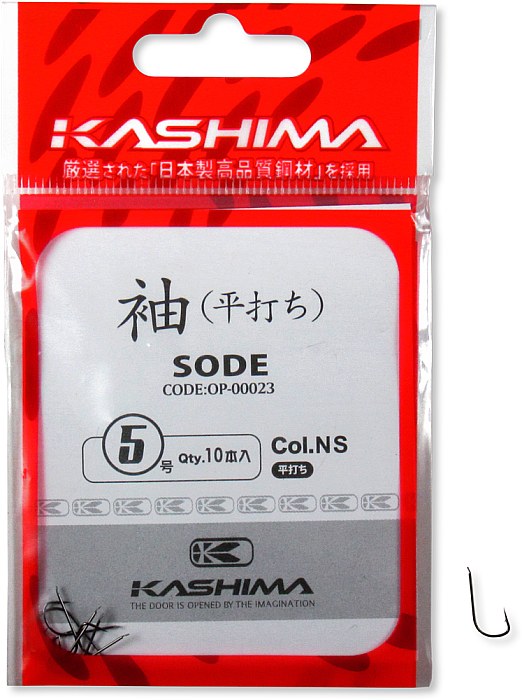 KASHIMA
厳選された「日本製高品質鋼材」を採用
袖(平打ち)
SODE
CODE:OP-00023
5号 Qty.10本入
Col.NS
平打ち
KASHIMA
THE DOOR IS OPENED BY THE IMAGINATION